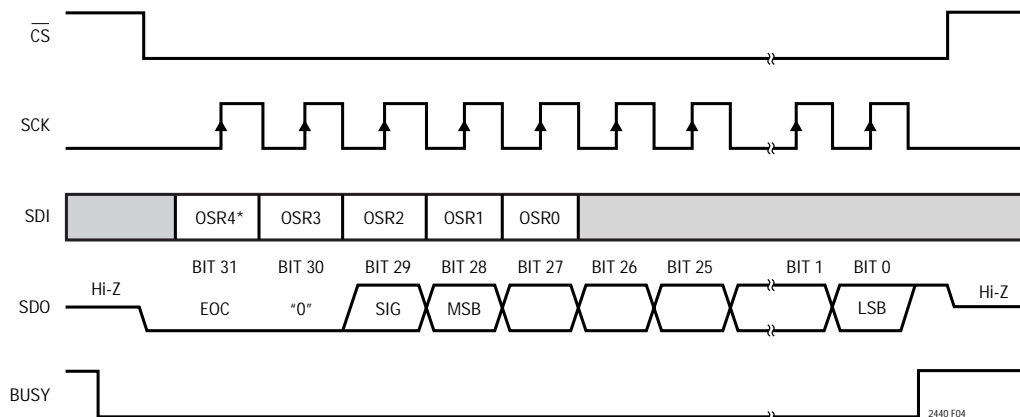 CS
SCK
SDI OSR4* OSR3 OSR2 OSR1 OSR0
BIT 31 BIT 30 BIT 29 BIT 28 BIT 27 BIT 26 BIT 25 BIT 1 BIT 0
SDO Hi-Z EOC “0” SIG MSB LSB Hi-Z
BUSY
2440 F04